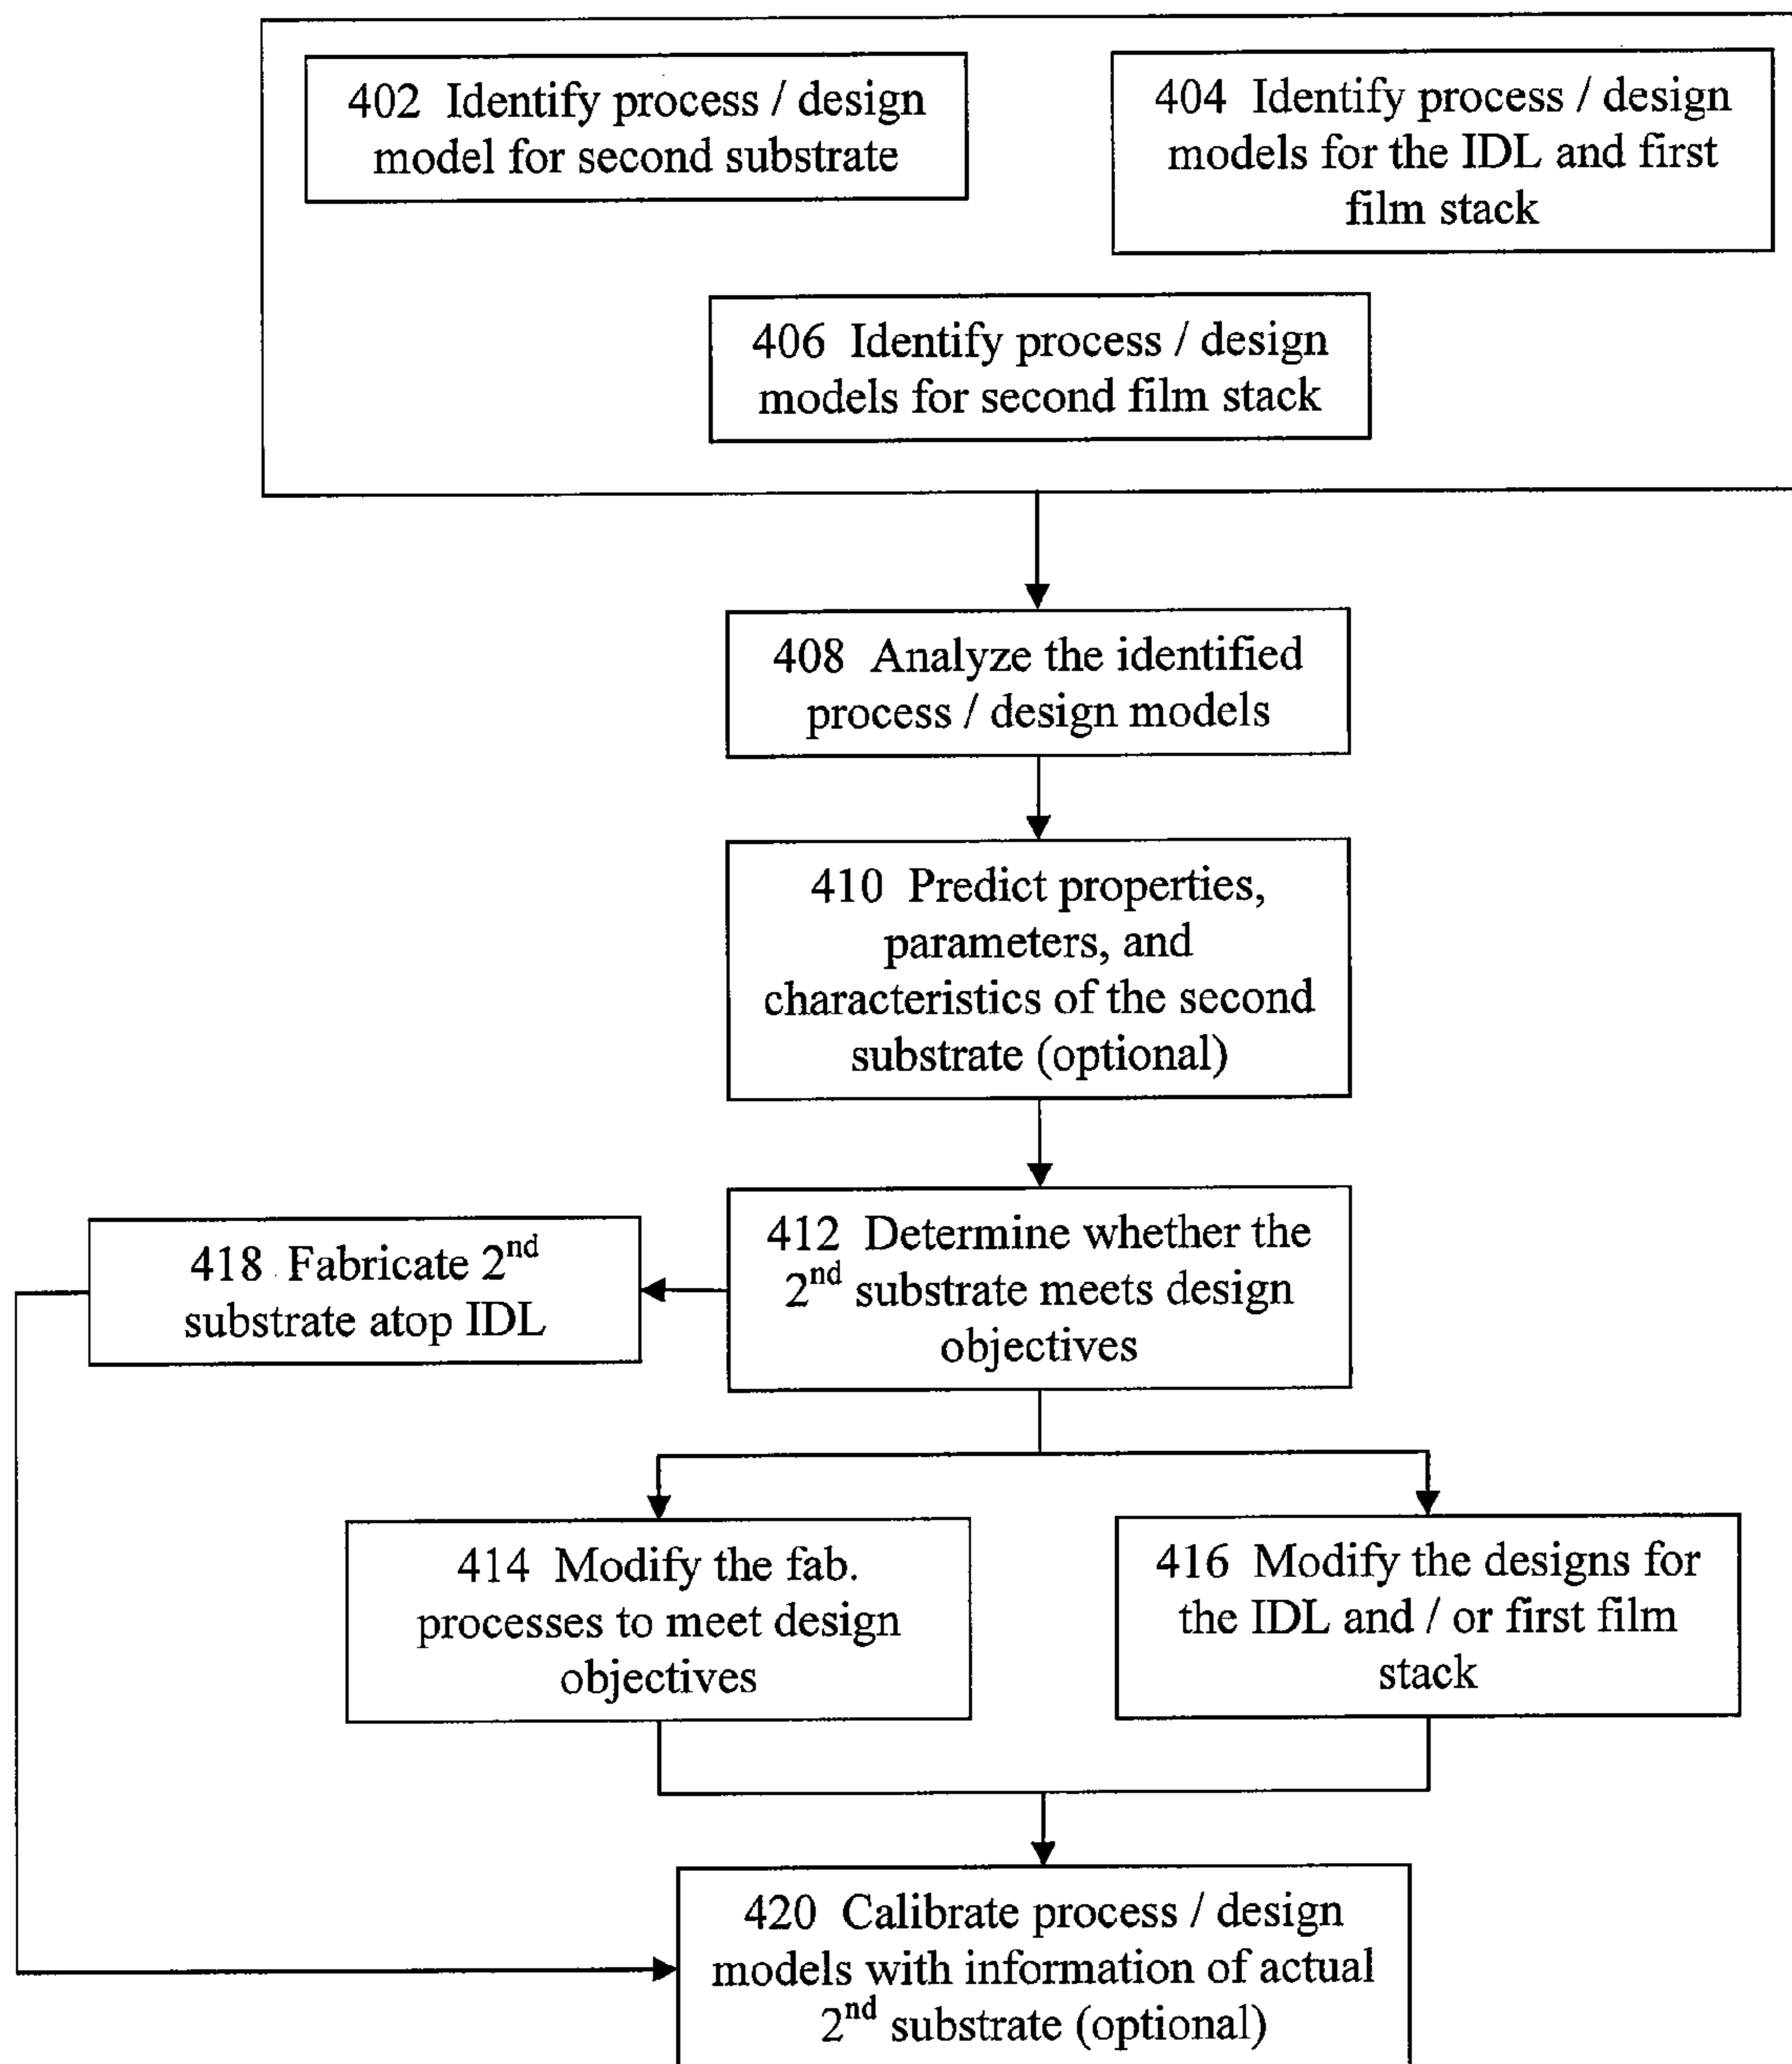 402 Identify process / design
model for second substrate
404 Identify process / design
models for the IDL and first
film stack
406 Identify process / design
models for second film stack
408 Analyze the identified
process / design models
410 Predict properties,
parameters, and
characteristics of the second
substrate (optional)
412 Determine whether the
2nd substrate meets design
objectives
418 Fabricate 2nd
substrate atop IDL
414 Modify the fab.
processes to meet design
objectives
416 Modify the designs for
the IDL and / or first film
stack
420 Calibrate process / design
models with information of actual
2nd substrate (optional)